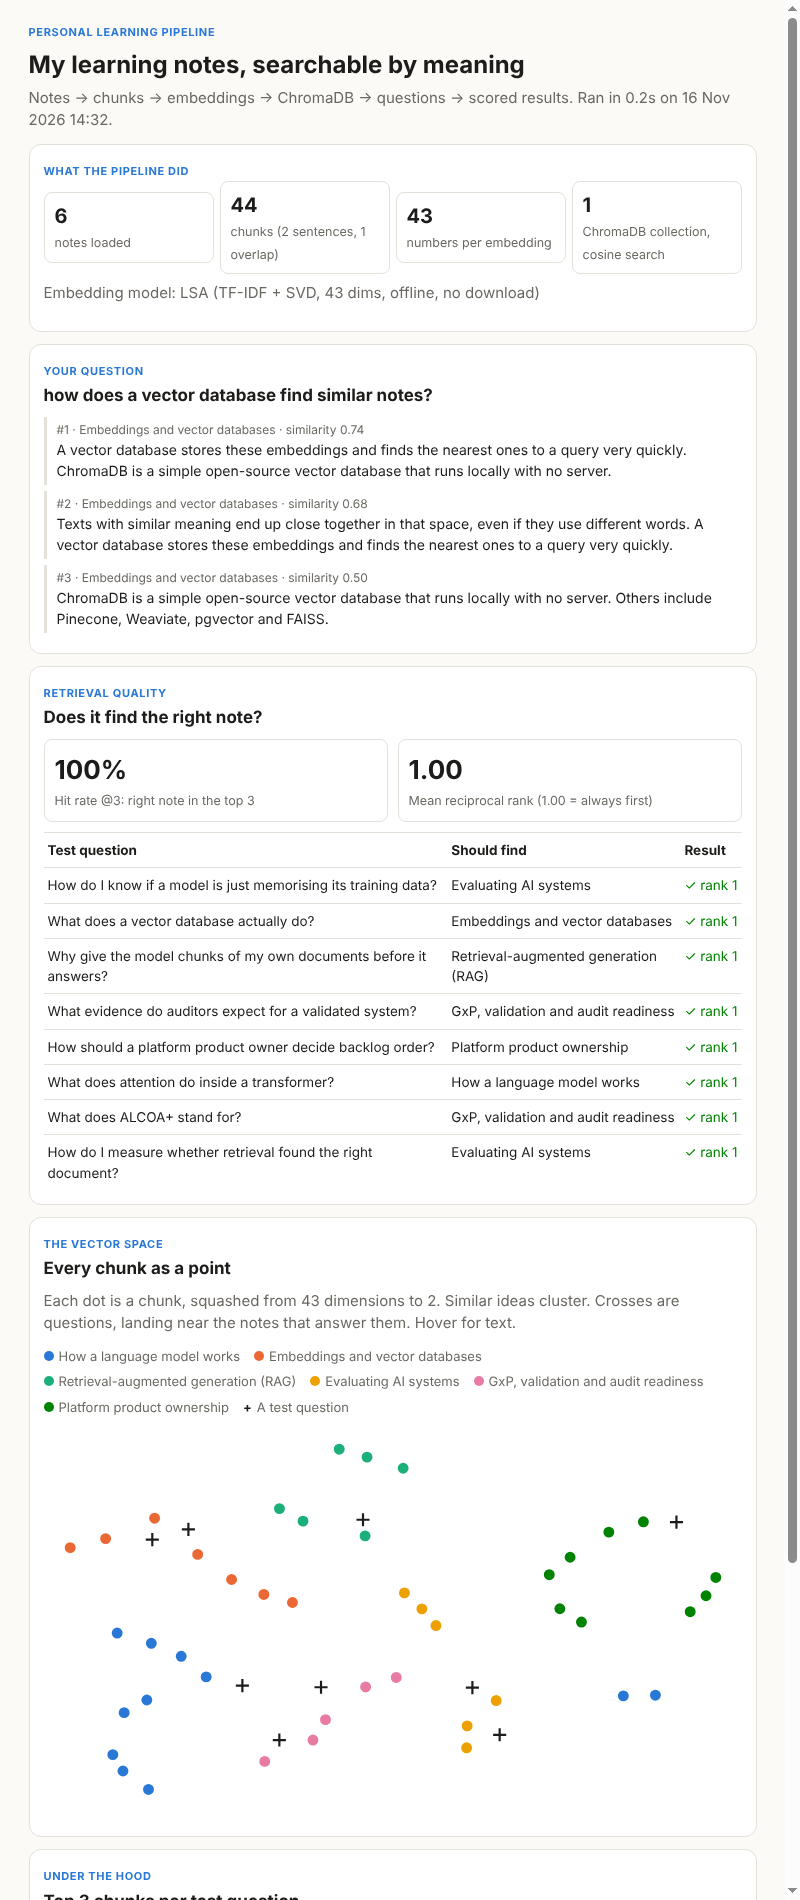 PERSONAL LEARNING PIPELINE
My learning notes, searchable by meaning
Notes → chunks → embeddings → ChromaDB → questions → scored results. Ran in 0.2s on 16 Nov
2026 14:32.
WHAT THE PIPELINE DID
6
notes loaded
44
chunks (2 sentences, 1
overlap)
43
numbers per embedding
1
ChromaDB collection,
cosine search
Embedding model: LSA (TF-IDF + SVD, 43 dims, offline, no download)
YOUR QUESTION
how does a vector database find similar notes?
#1 · Embeddings and vector databases · similarity 0.74
A vector database stores these embeddings and finds the nearest ones to a query very quickly.
ChromaDB is a simple open-source vector database that runs locally with no server.
#2 · Embeddings and vector databases · similarity 0.68
Texts with similar meaning end up close together in that space, even if they use different words. A
vector database stores these embeddings and finds the nearest ones to a query very quickly.
#3 · Embeddings and vector databases · similarity 0.50
ChromaDB is a simple open-source vector database that runs locally with no server. Others include
Pinecone, Weaviate, pgvector and FAISS.
RETRIEVAL QUALITY
Does it find the right note?
100%
Hit rate @3: right note in the top 3
1.00
Mean reciprocal rank (1.00 = always first)
Test question Should find Result
How do I know if a model is just memorising its training data? Evaluating AI systems ✓ rank 1
What does a vector database actually do? Embeddings and vector databases ✓ rank 1
Why give the model chunks of my own documents before it Retrieval-augmented generation ✓ rank 1
answers? (RAG)
What evidence do auditors expect for a validated system? GxP, validation and audit readiness ✓ rank 1
How should a platform product owner decide backlog order? Platform product ownership ✓ rank 1
What does attention do inside a transformer? How a language model works ✓ rank 1
What does ALCOA+ stand for? GxP, validation and audit readiness ✓ rank 1
How do I measure whether retrieval found the right Evaluating AI systems ✓ rank 1
document?
THE VECTOR SPACE
Every chunk as a point
Each dot is a chunk, squashed from 43 dimensions to 2. Similar ideas cluster. Crosses are
questions, landing near the notes that answer them. Hover for text.
How a language model works Embeddings and vector databases
Retrieval-augmented generation (RAG) Evaluating AI systems GxP, validation and audit readiness
Platform product ownership + A test question
UNDER THE HOOD
Top 3 chunks per test question